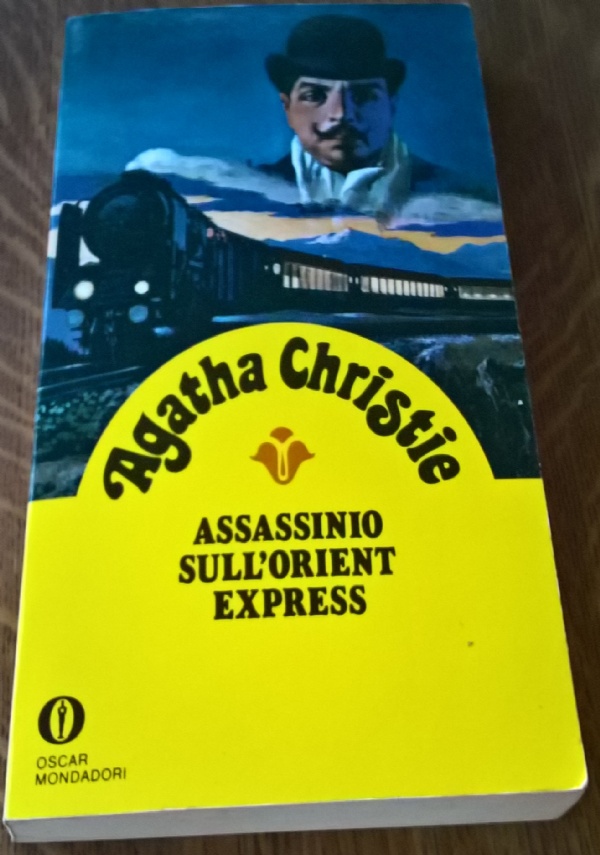 Agatha Christie
ASSASSINIO
SULL'ORIENT
EXPRESS
OSCAR
MONDADORI